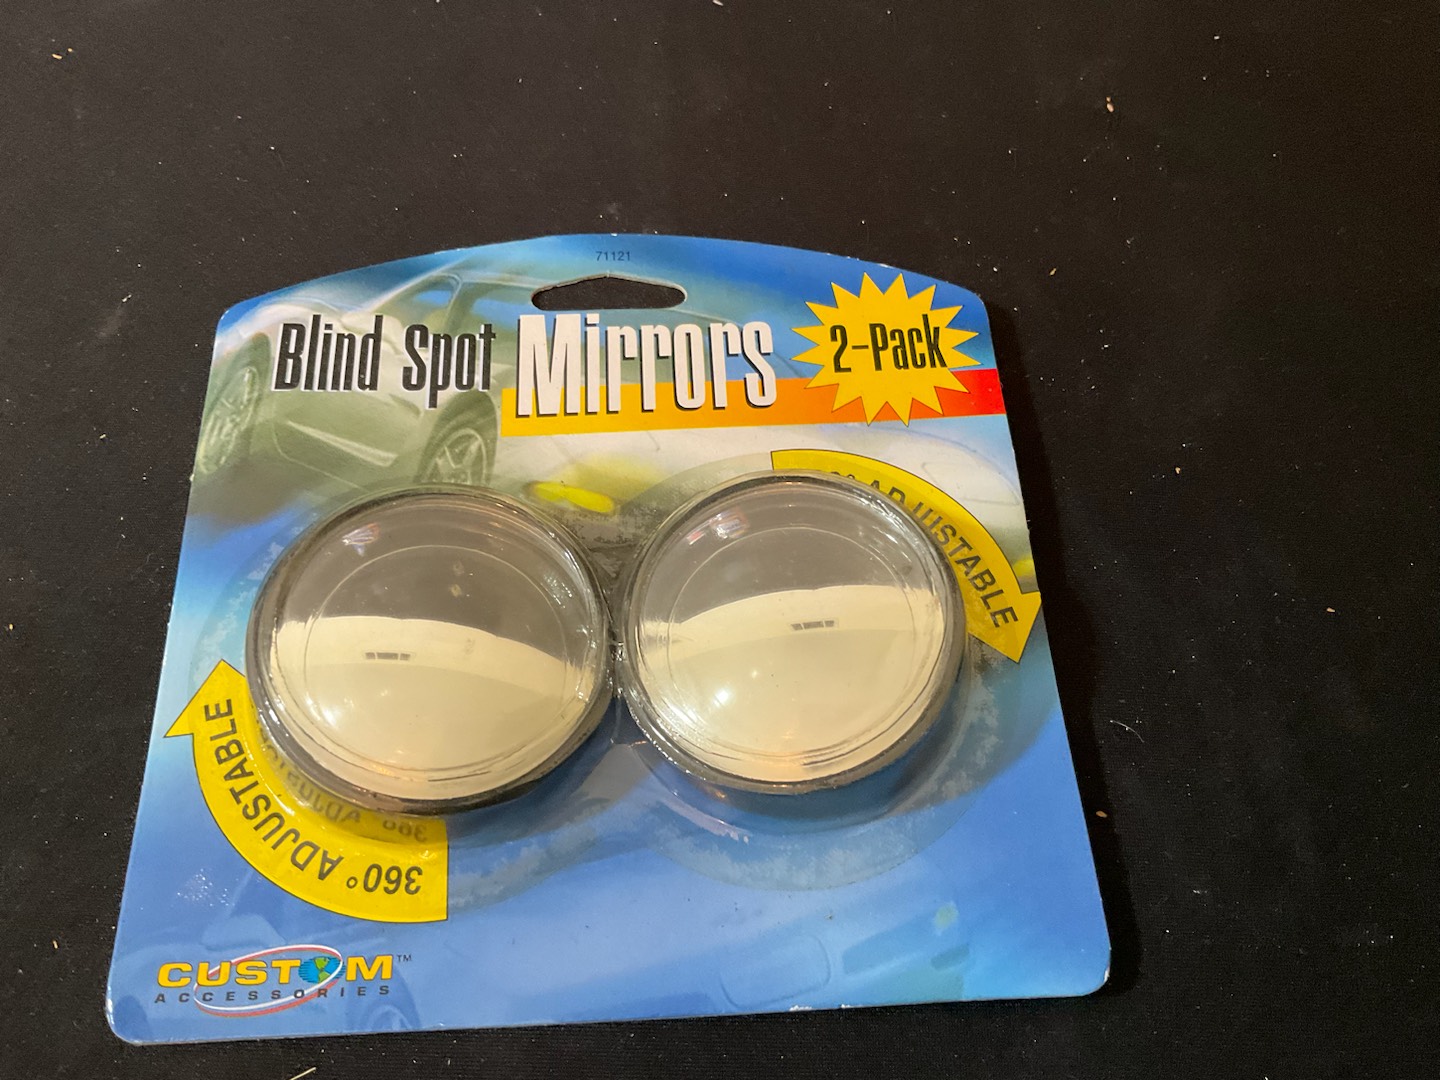 71121
Blind Spot Mirrors
2-Pack
ADJUSTABLE
360° ADJUSTABLE
CUSTOM™
ACCESSORIES